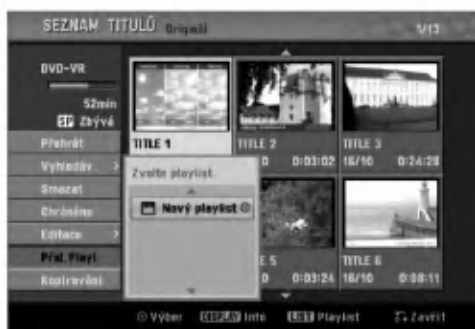 SEZNAM TITULŮ Originál 1/13
DVD-VR
52min
SP Zbývá
Přehrát
Vyhledáv. >
Smazat
Chráněno
Editace >
Přid.Playl.
Kopírování
TITLE 1
TITLE 2
0:03:02
TITLE 3
16/10 0:24:28
Zvolte playlist
Nový playlist
E 5
0:03:24
TITLE 6
16/10 0:08:11
Výběr DISPLAY Info LIST Playlist Zavřít